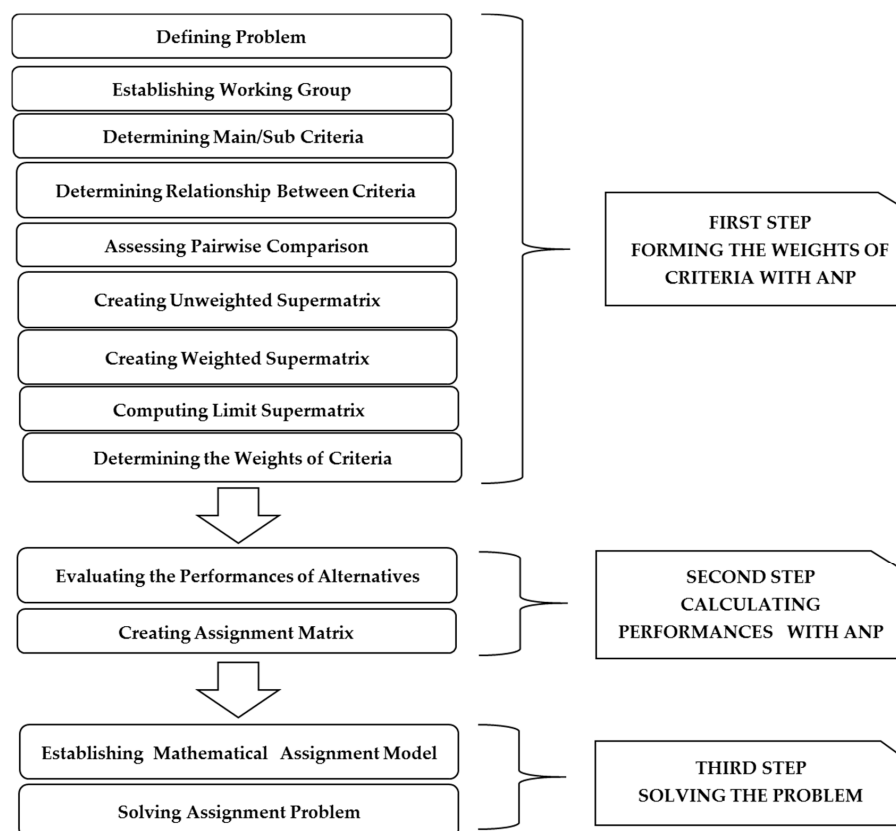 Defining Problem
Establishing Working Group
Determining Main/Sub Criteria
Determining Relationship Between Criteria
Assessing Pairwise Comparison
Creating Unweighted Supermatrix
Creating Weighted Supermatrix
Computing Limit Supermatrix
Determining the Weights of Criteria
FIRST STEP
FORMING THE WEIGHTS OF
CRITERIA WITH ANP
Evaluating the Performances of Alternatives
Creating Assignment Matrix
SECOND STEP
CALCULATING
PERFORMANCES WITH ANP
Establishing Mathematical Assignment Model
Solving Assignment Problem
THIRD STEP
SOLVING THE PROBLEM